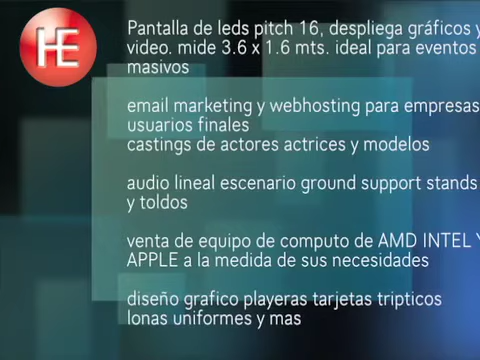 HE
Pantalla de leds pitch 16, despliega gráficos y
video. mide 3.6 x 1.6 mts. ideal para eventos
masivos
email marketing y webhosting para empresas
usuarios finales
castings de actores actrices y modelos
audio lineal escenario ground support stands
y toldos
venta de equipo de computo de AMD INTEL Y
APPLE a la medida de sus necesidades
diseño grafico playeras tarjetas tripticos
lonas uniformes y mas